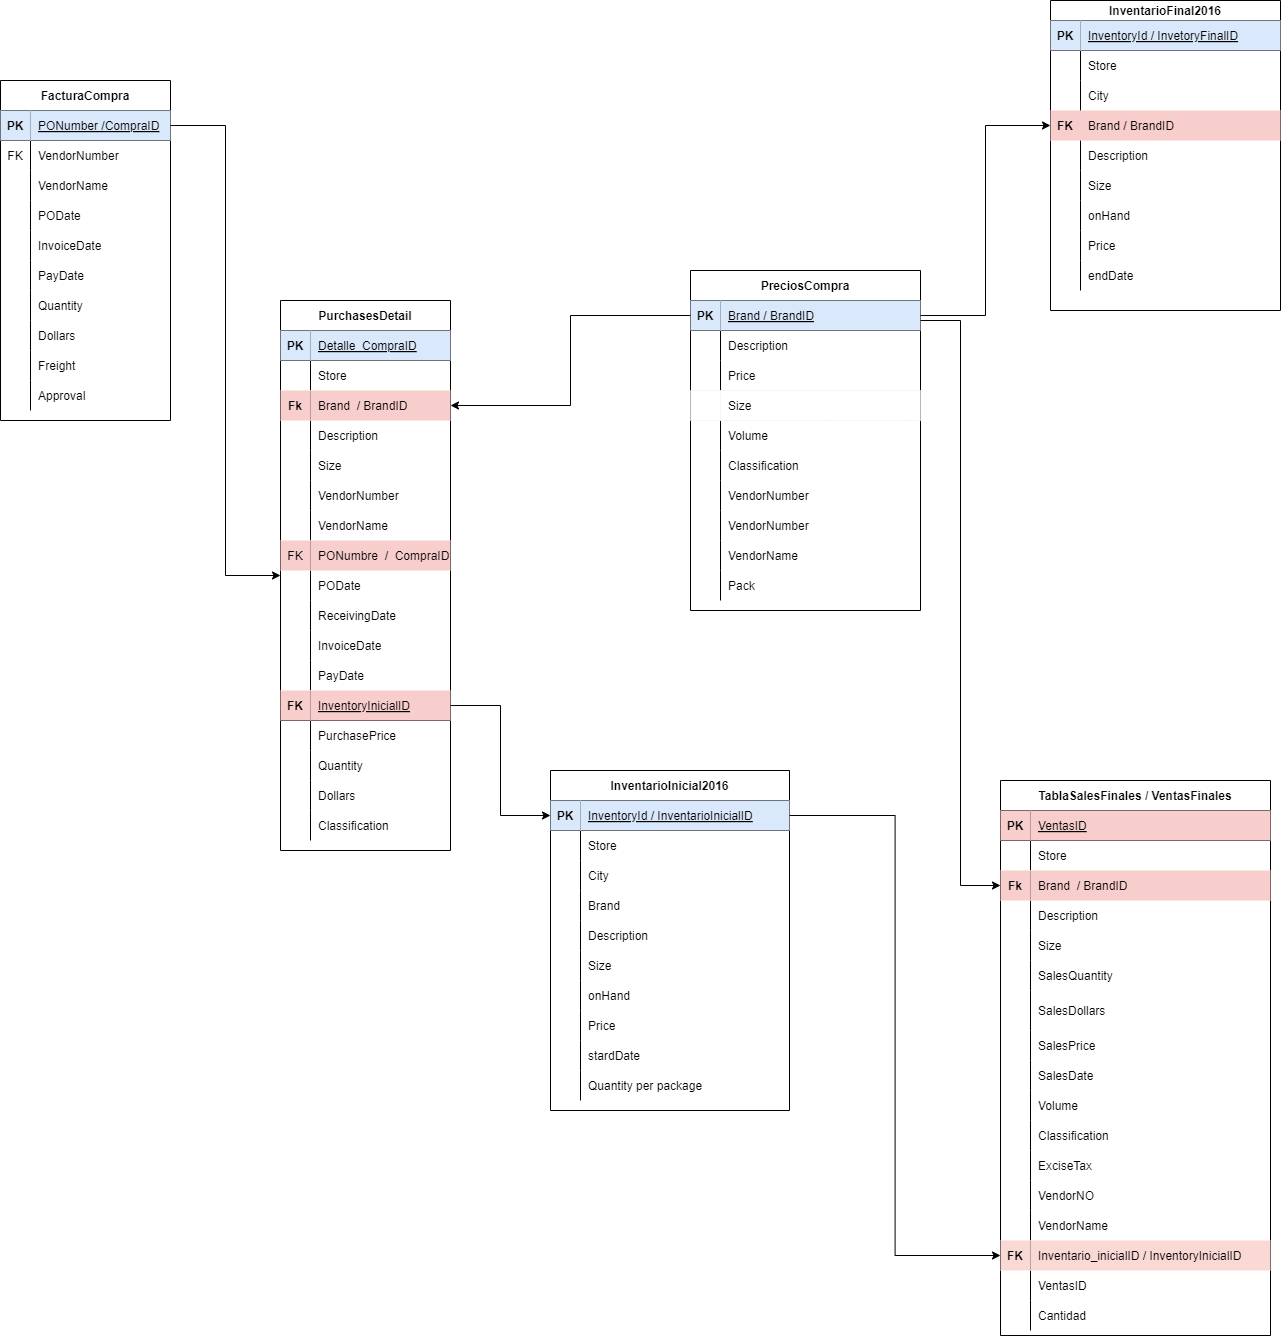 InventarioFinal2016
PK InventoryId / InvetoryFinalID
Store
City
FK Brand / BrandID
Description
Size
onHand
Price
endDate
FacturaCompra
PK PONumber /CompraID
FK VendorNumber
VendorName
PODate
InvoiceDate
PayDate
Quantity
Dollars
Freight
Approval
PurchasesDetail
PK Detalle_CompraID
Store
Fk Brand / BrandID
Description
Size
VendorNumber
VendorName
FK PONumbre / CompraID
PODate
ReceivingDate
InvoiceDate
PayDate
FK InventoryInicialID
PurchasePrice
Quantity
Dollars
Classification
PreciosCompra
PK Brand / BrandID
Description
Price
Size
Volume
Classification
VendorNumber
VendorNumber
VendorName
Pack
InventarioInicial2016
PK InventoryId / InventarioInicialID
Store
City
Brand
Description
Size
onHand
Price
stardDate
Quantity per package
TablaSalesFinales / VentasFinales
PK VentasID
Store
Fk Brand / BrandID
Description
Size
SalesQuantity
SalesDollars
SalesPrice
SalesDate
Volume
Classification
ExciseTax
VendorNO
VendorName
FK Inventario_inicialID / InventoryInicialID
VentasID
Cantidad